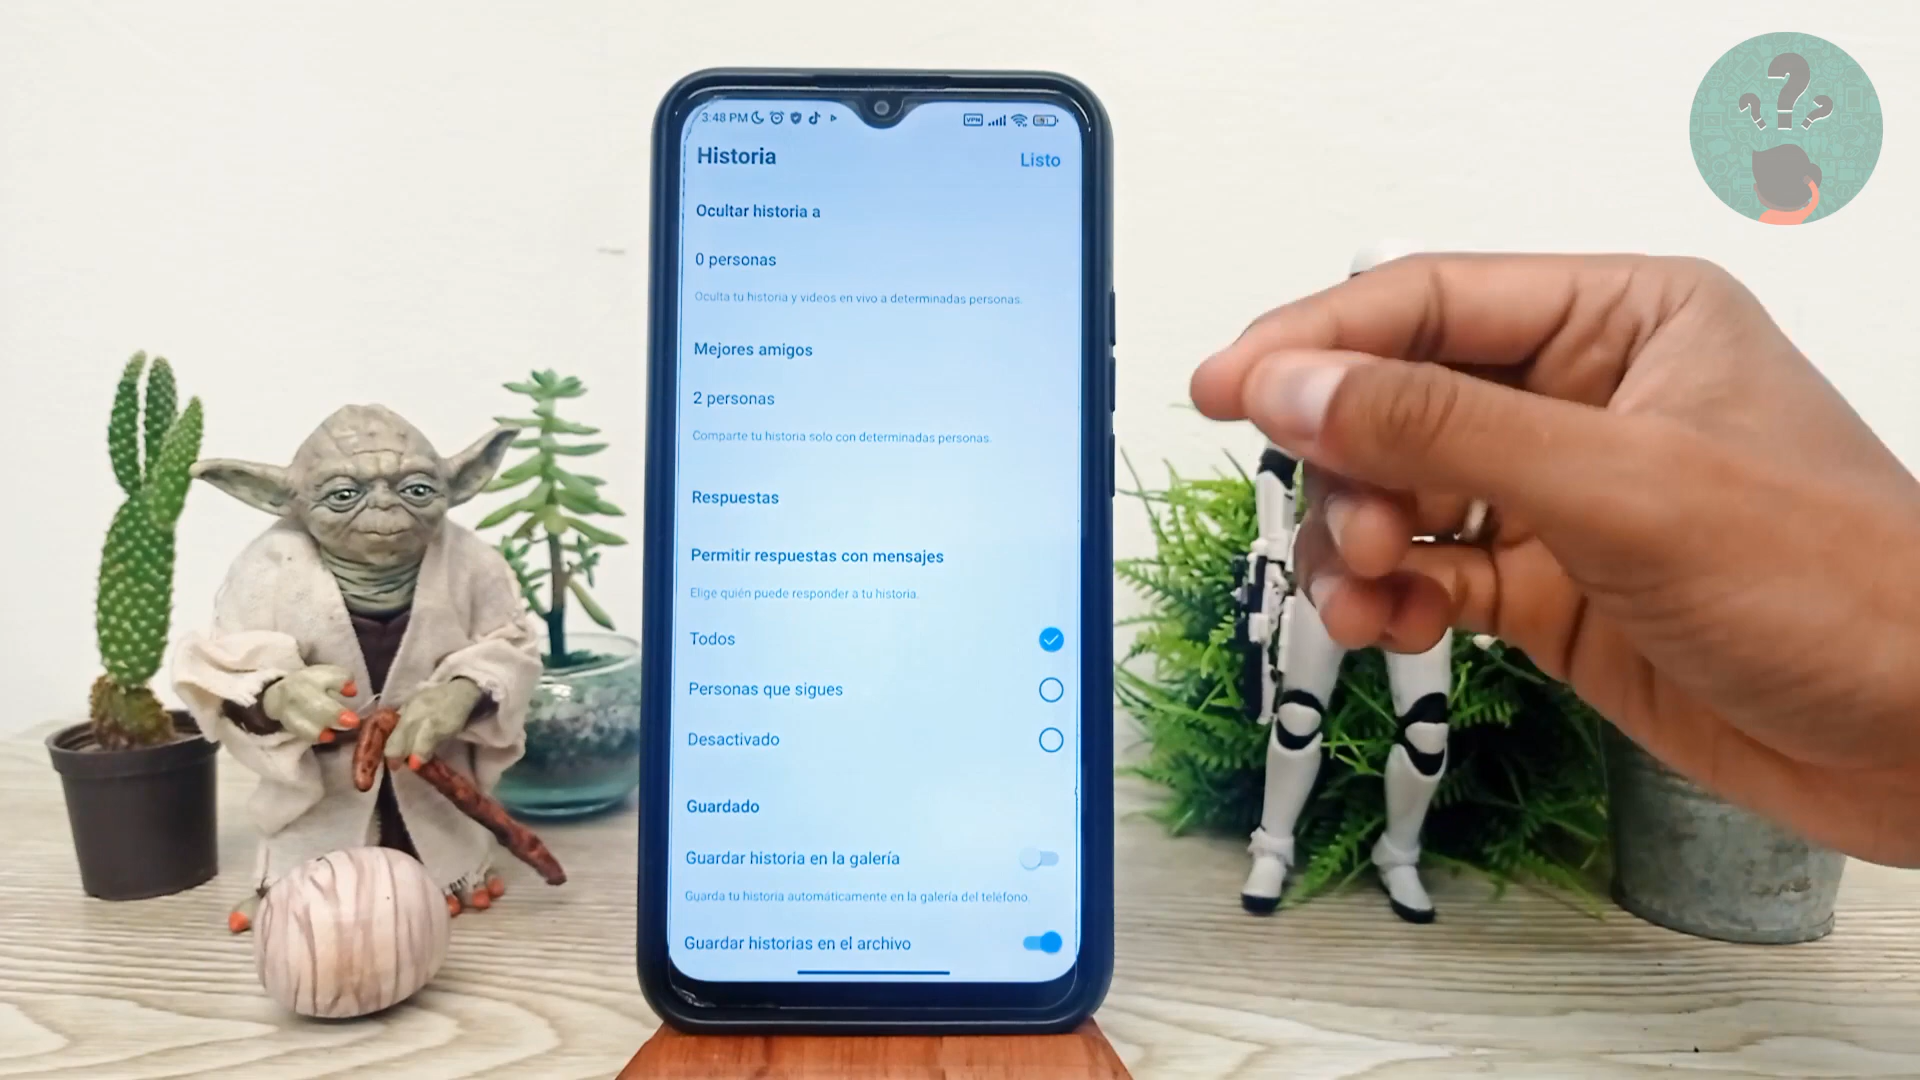 3:48 PM
VPN
Historia
Listo
Ocultar historia a
0 personas
Oculta tu historia y videos en vivo a determinadas personas.
Mejores amigos
2 personas
Comparte tu historia solo con determinadas personas.
Respuestas
Permitir respuestas con mensajes
Elige quién puede responder a tu historia.
Todos
Personas que sigues
Desactivado
Guardado
Guardar historia en la galería
Guarda tu historia automáticamente en la galería del teléfono.
Guardar historias en el archivo